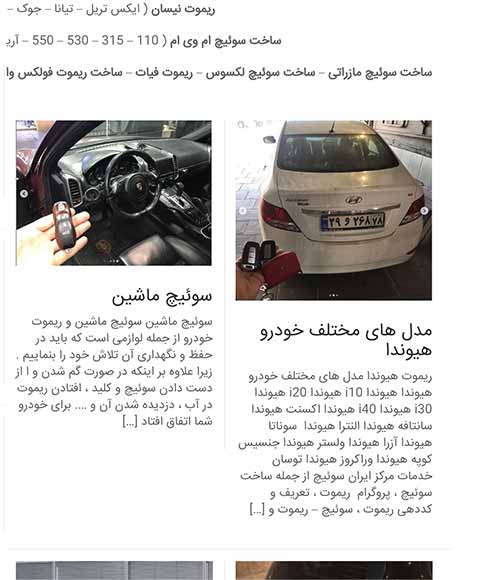 ریموت نیسان ( ایکس تریل – تیانا – جوک –
ساخت سوئیچ ام وی ام ( 110 – 315 – 530 – 550 – آریـ
ساخت سوئیچ مازراتی – ساخت سوئیچ لکسوس – ریموت فیات – ساخت ریموت فولکس وا
۲۹ و ۲۶۸ ۷۸
مدل های مختلف خودرو
هیوندا
ریموت هیوندا مدل های مختلف خودرو
هیوندا هیوندا i10 هیوندا i20 هیوندا
i30 هیوندا i40 هیوندا اکسنت هیوندا
سانتافه هیوندا النترا هیوندا سوناتا
هیوندا آزرا هیوندا ولستر هیوندا جنسیس
کوپه هیوندا وراکروز هیوندا توسان
خدمات مرکز ایران سوئیچ از جمله ساخت
سوئیچ ، پروگرام ریموت ، تعریف و
کددهی ریموت ، سوئیچ – ریموت و [...]
سوئیچ ماشین
سوئیچ ماشین سوئیچ ماشین و ریموت
خودرو از جمله لوازمی است که باید در
حفظ و نگهداری آن تلاش خود را بنماییم .
زیرا علاوه بر اینکه در صورت گم شدن و ا از
دست دادن سوئیچ و کلید ، افتادن ریموت
در آب ، دزدیده شدن آن و .... برای خودرو
شما اتفاق افتاد [...]